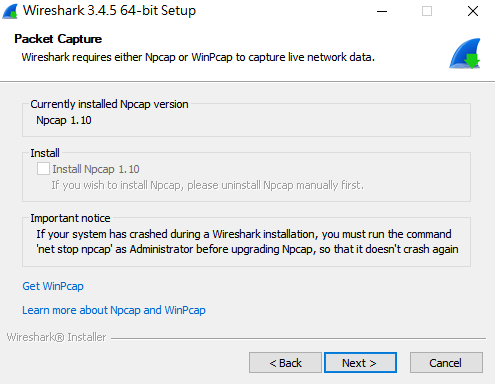 Wireshark 3.4.5 64-bit Setup
Packet Capture
Wireshark requires either Npcap or WinPcap to capture live network data.
Currently installed Npcap version
Npcap 1.10
Install
Install Npcap 1.10
If you wish to install Npcap, please uninstall Npcap manually first.
Important notice
If your system has crashed during a Wireshark installation, you must run the command
'net stop npcap' as Administrator before upgrading Npcap, so that it doesn't crash again
Get WinPcap
Learn more about Npcap and WinPcap
Wireshark® Installer
< Back
Next >
Cancel